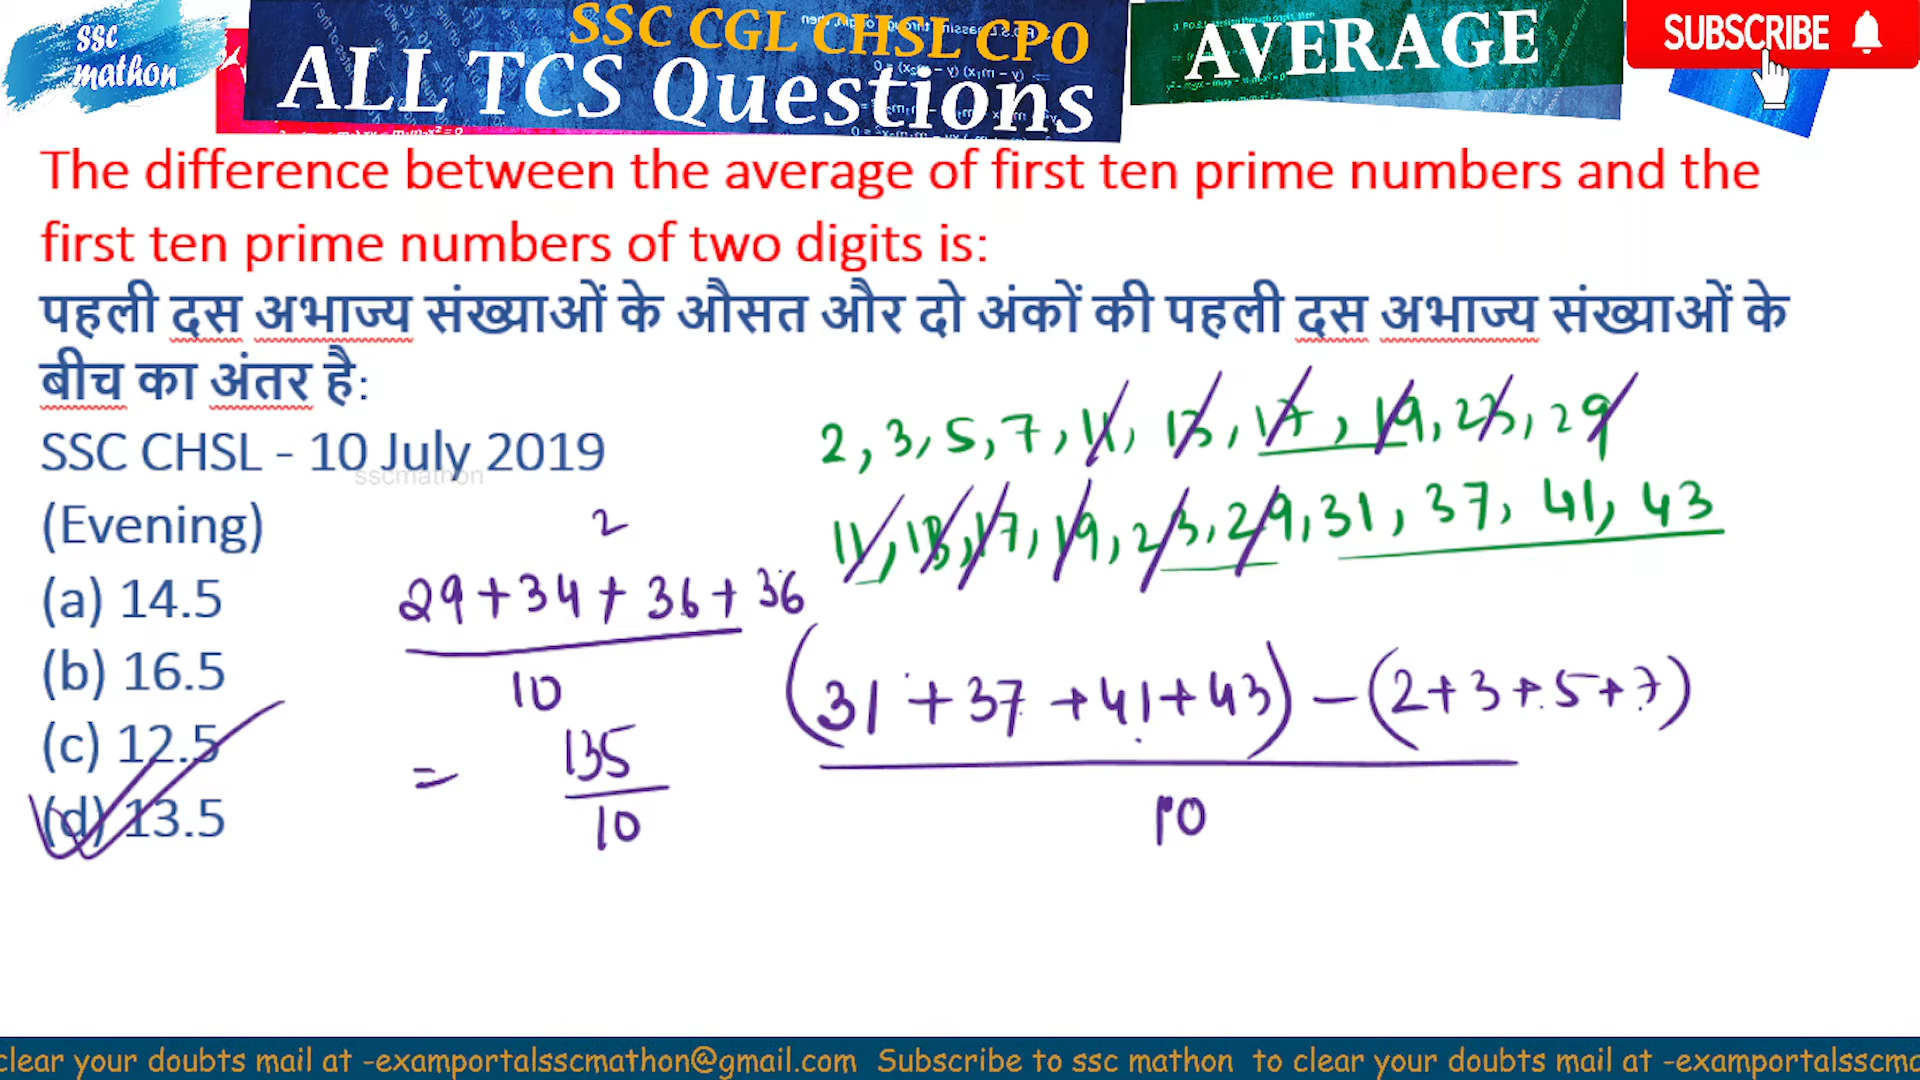 ssc
mathon
SSC CGL CHSL CPO
ALL TCS Questions
AVERAGE
SUBSCRIBE
The difference between the average of first ten prime numbers and the
first ten prime numbers of two digits is:
पहली दस अभाज्य संख्याओं के औसत और दो अंकों की पहली दस अभाज्य संख्याओं के
बीच का अंतर है:
SSC CHSL - 10 July 2019
sscmathon
(Evening)
(a) 14.5
(b) 16.5
(c) 12.5
(d) 13.5
2, 3, 5, 7, 11, 13, 17, 19, 23, 29
11, 13, 17, 19, 23, 29, 31, 37, 41, 43
2
29+34+36+36
10
= 135
10
(31+37+41+43)-(2+3+5+7)
10
clear your doubts mail at -examportalsscmathon@gmail.com Subscribe to ssc mathon to clear your doubts mail at -examportalsscma